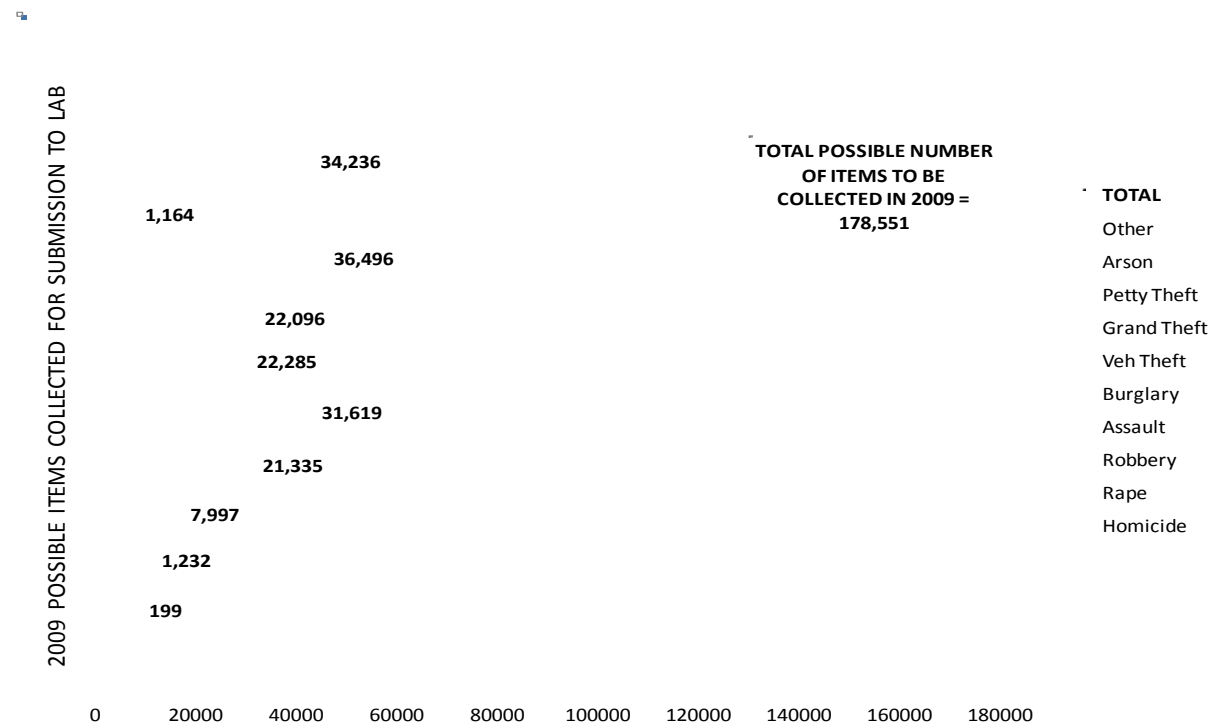 2009 POSSIBLE ITEMS COLLECTED FOR SUBMISSION TO LAB
34,236
1,164
36,496
22,096
22,285
31,619
21,335
7,997
1,232
199
0 20000 40000 60000 80000 100000 120000 140000 160000 180000
TOTAL POSSIBLE NUMBER
OF ITEMS TO BE
COLLECTED IN 2009 =
178,551
TOTAL
Other
Arson
Petty Theft
Grand Theft
Veh Theft
Burglary
Assault
Robbery
Rape
Homicide